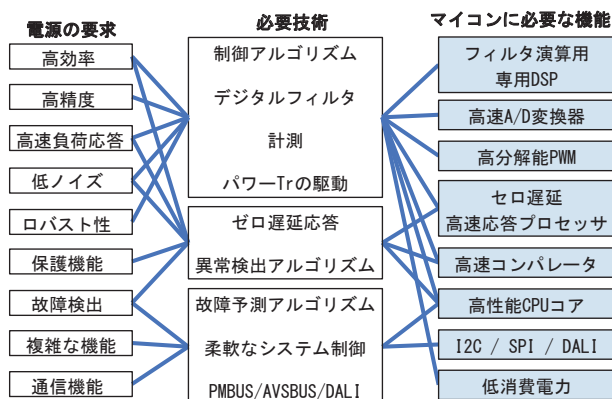 電源の要求
高効率
高精度
高速負荷応答
低ノイズ
ロバスト性
保護機能
故障検出
複雑な機能
通信機能
必要技術
制御アルゴリズム
デジタルフィルタ
計測
パワーTrの駆動
ゼロ遅延応答
異常検出アルゴリズム
故障予測アルゴリズム
柔軟なシステム制御
PMBUS/AVSBUS/DALI
マイコンに必要な機能
フィルタ演算用
専用DSP
高速A/D変換器
高分解能PWM
セロ遅延
高速応答プロセッサ
高速コンパレータ
高性能CPUコア
I2C / SPI / DALI
低消費電力